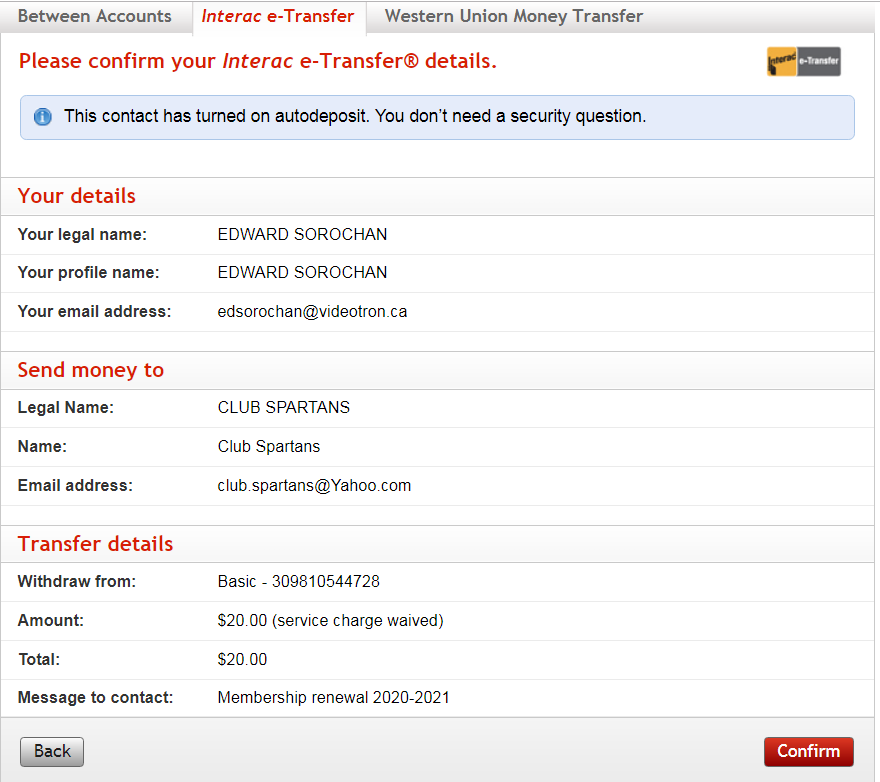 Between Accounts Interac e-Transfer Western Union Money Transfer
Please confirm your Interac e-Transfer® details.
Interac e-Transfer
This contact has turned on autodeposit. You don't need a security question.
Your details
Your legal name: EDWARD SOROCHAN
Your profile name: EDWARD SOROCHAN
Your email address: edsorochan@videotron.ca
Send money to
Legal Name: CLUB SPARTANS
Name: Club Spartans
Email address: club.spartans@Yahoo.com
Transfer details
Withdraw from: Basic - 309810544728
Amount: $20.00 (service charge waived)
Total: $20.00
Message to contact: Membership renewal 2020-2021
Back Confirm